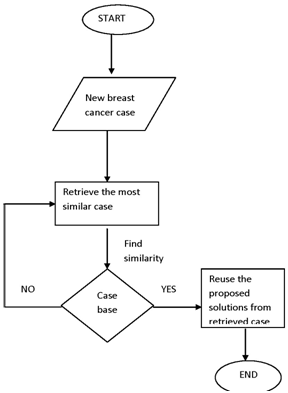 START
New breast
cancer case
Retrieve the most
similar case
Find
similarity
NO
Case
base
YES
Reuse the
proposed
solutions from
retrieved case
END